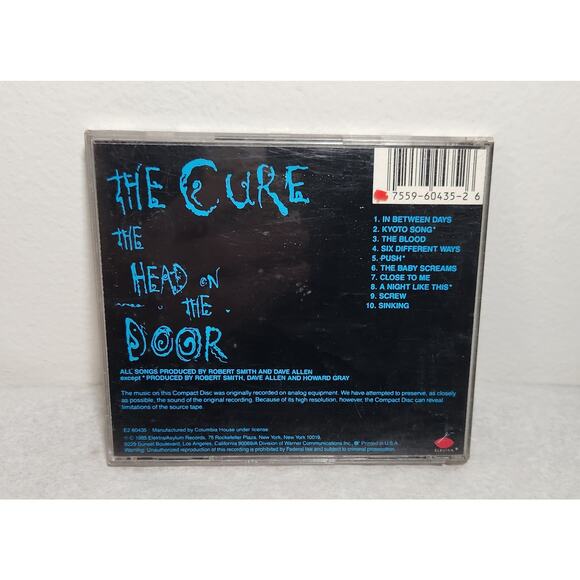 THE CURE
THE
HEAD ON
THE
DOOR
7559-60435-2 6
1. IN BETWEEN DAYS
2. KYOTO SONG*
3. THE BLOOD
4. SIX DIFFERENT WAYS
5. PUSH*
6. THE BABY SCREAMS
7. CLOSE TO ME
8. A NIGHT LIKE THIS*
9. SCREW
10. SINKING
ALL SONGS PRODUCED BY ROBERT SMITH AND DAVE ALLEN
except * PRODUCED BY ROBERT SMITH, DAVE ALLEN AND HOWARD GRAY
The music on this Compact Disc was originally recorded on analog equipment. We have attempted to preserve, as closely
as possible, the sound of the original recording. Because of its high resolution, however, the Compact Disc can reveal
limitations of the source tape.
E2 60435 Manufactured by Columbia House under license
℗ © 1985 Elektra/Asylum Records, 75 Rockefeller Plaza, New York, New York 10019,
9229 Sunset Boulevard, Los Angeles, California 90069/A Division of Warner Communications Inc., Printed in U.S.A.
Warning: Unauthorized reproduction of this recording is prohibited by Federal law and subject to criminal prosecution.
ELEKTRA